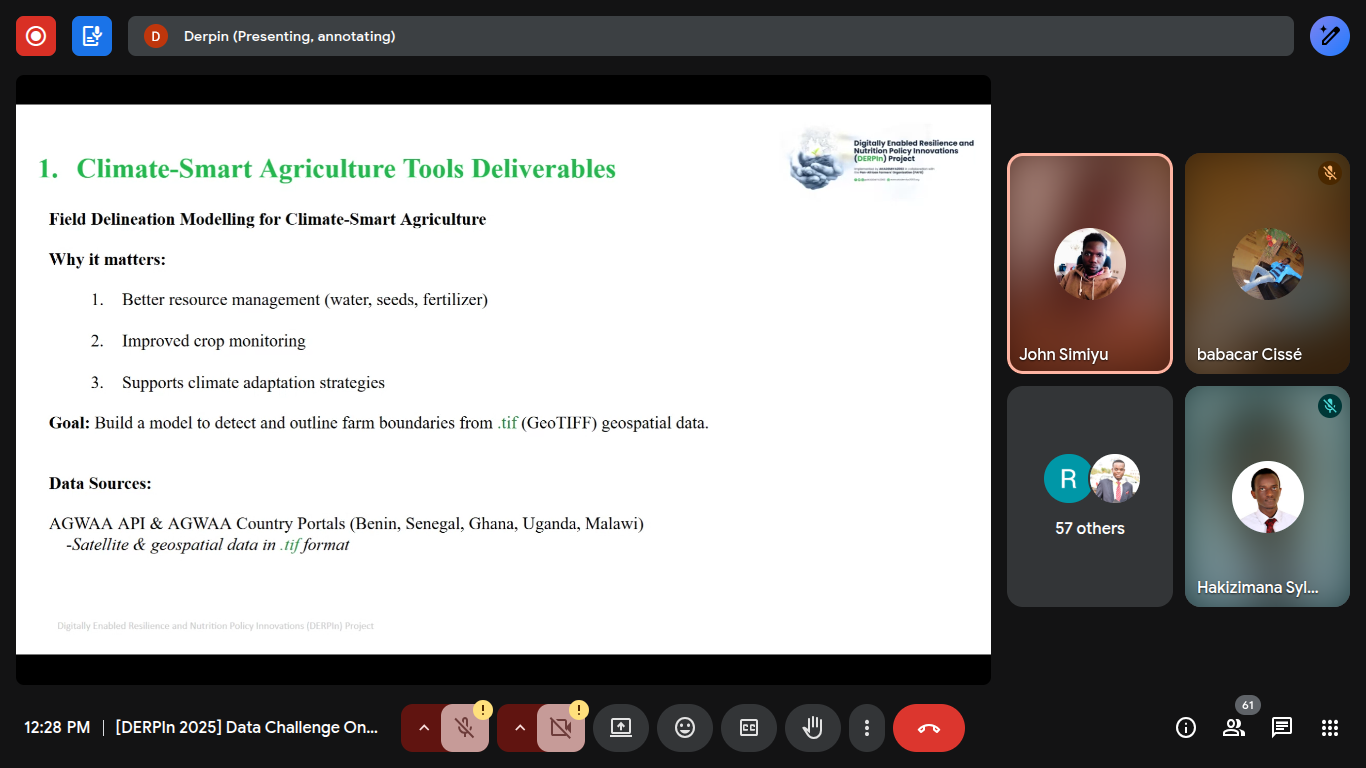 D Derpin (Presenting, annotating)
1. Climate-Smart Agriculture Tools Deliverables
Digitally Enabled Resilience and
Nutrition Policy Innovations
(DERPIn) Project
Field Delineation Modelling for Climate-Smart Agriculture
Why it matters:
1. Better resource management (water, seeds, fertilizer)
2. Improved crop monitoring
3. Supports climate adaptation strategies
Goal: Build a model to detect and outline farm boundaries from .tif (GeoTIFF) geospatial data.
Data Sources:
AGWAA API & AGWAA Country Portals (Benin, Senegal, Ghana, Uganda, Malawi)
-Satellite & geospatial data in .tif format
Digitally Enabled Resilience and Nutrition Policy Innovations (DERPIn) Project
John Simiyu
babacar Cissé
R
57 others
Hakizimana Syl...
12:28 PM | [DERPIn 2025] Data Challenge On...
! !
CC
61